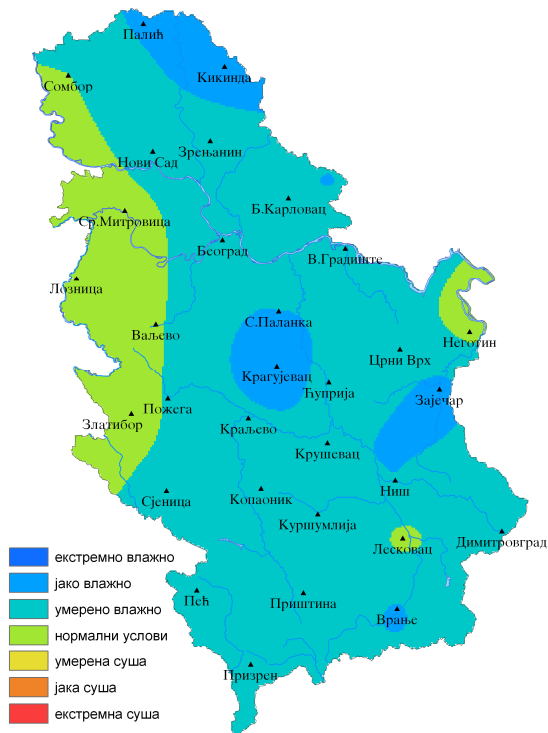 Палић
Кикинда
Сомбор
Зрењанин
Нови Сад
Б.Карловац
Ср.Митровица
Београд
В.Градиште
Лозница
С.Паланка
Ваљево
Неготин
Црни Врх
Крагујевац
Ћуприја
Зајечар
Пожега
Златибор
Краљево
Крушевац
Ниш
Сјеница
Копаоник
Куршумлија
Димитровград
Лесковац
Пећ
Приштина
Врање
Призрен
екстремно влажно
јако влажно
умерено влажно
нормални услови
умерена суша
јака суша
екстремна суша